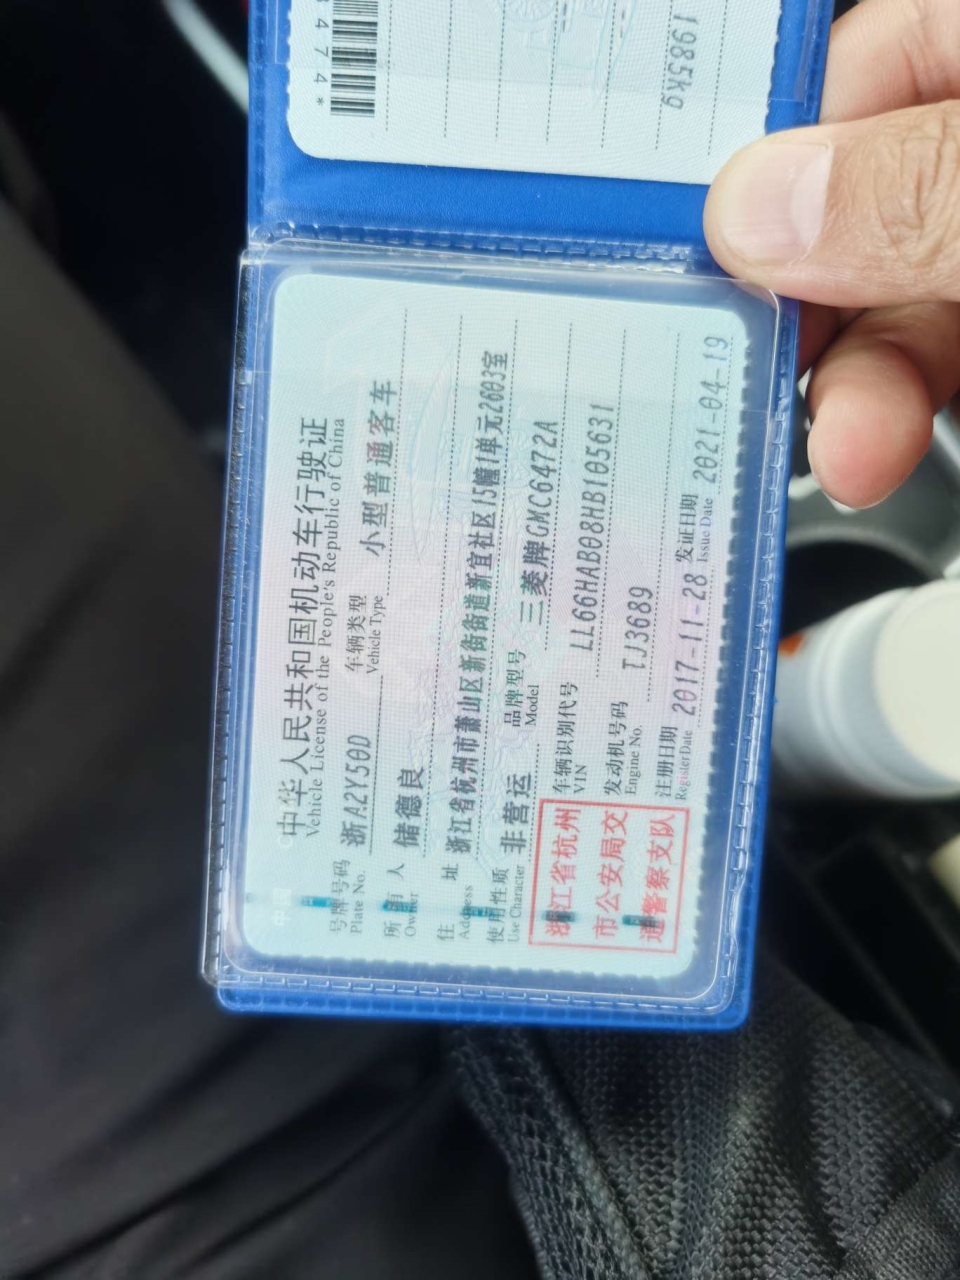 474*
1985kg
中华人民共和国机动车行驶证
Vehicle License of the People's Republic of China
号牌号码 浙A2Y50D 车辆类型 小型普通客车
Plate No. Vehicle Type
所有人 储德良
Owner
住址 浙江省杭州市萧山区新街街道新宜社区15幢1单元2603室
Address
使用性质 非营运 品牌型号 三菱牌GMC6472A
Use Character Model
浙江省杭州
市公安局交
通警察支队
车辆识别代号 LL66HAB08HB105631
VIN
发动机号码 TJ3689
Engine No.
注册日期 2017-11-28 发证日期 2021-04-19
Register Date Issue Date